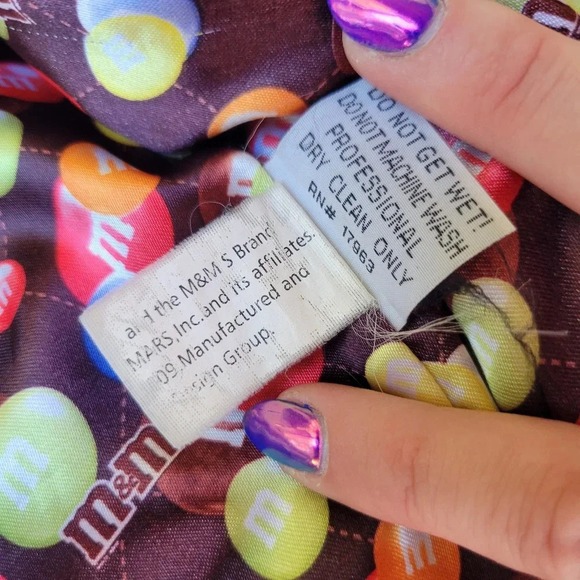 DO NOT GET WET!
DO NOT MACHINE WASH
PROFESSIONAL
DRY CLEAN ONLY
RN# 17963
and the M&M S Brand
MARS,Inc.and its affiliates.
09.Manufactured and
Design Group.
m&m
m
m
m
m
m
m
m